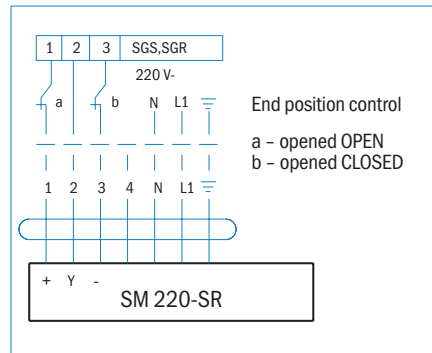 1 2 3 SGS,SGR
220 V-
a b N L1
End position control
a – opened OPEN
b – opened CLOSED
1 2 3 4 N L1
+ Y -
SM 220-SR